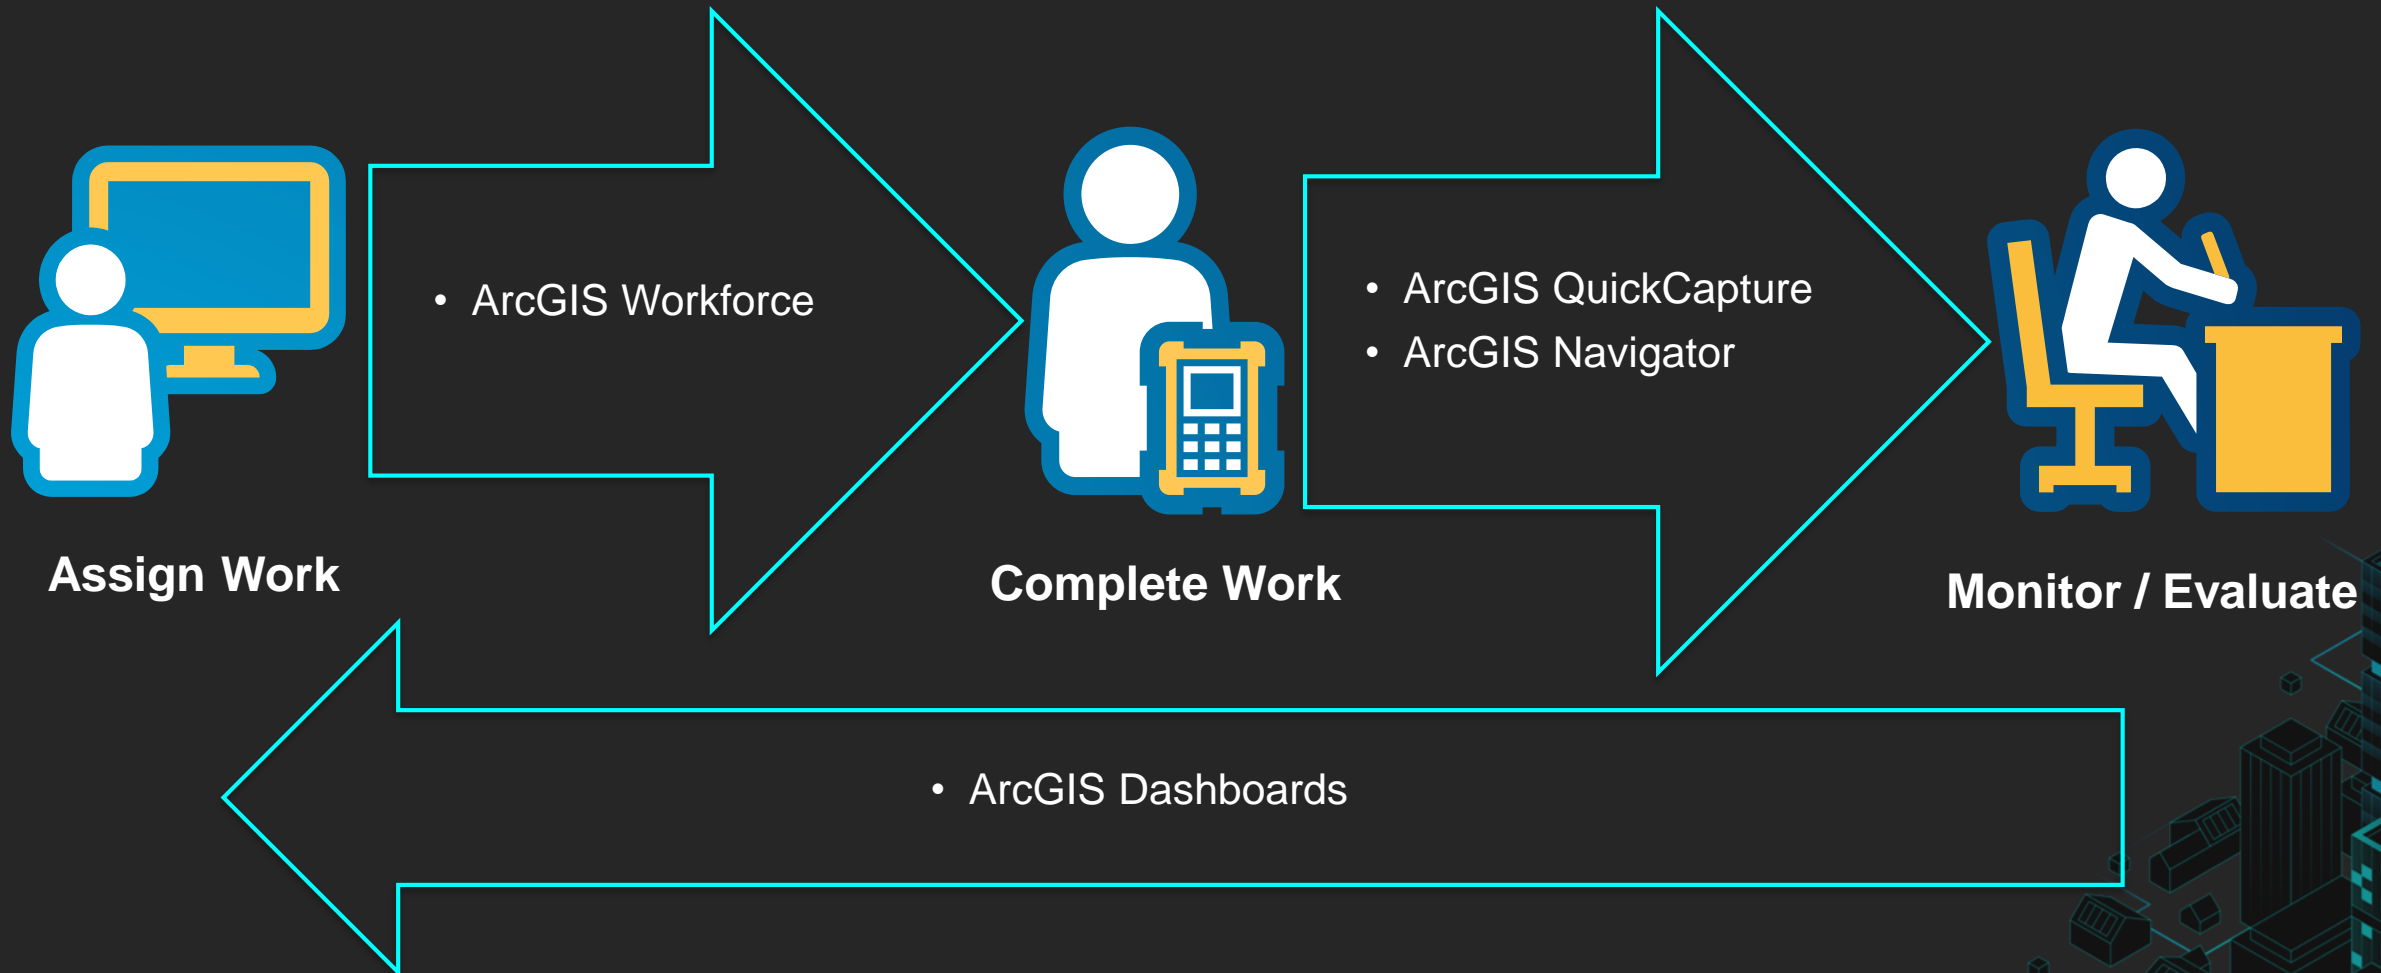 • ArcGIS Workforce
• ArcGIS QuickCapture
• ArcGIS Navigator
Assign Work
Complete Work
Monitor / Evaluate
• ArcGIS Dashboards